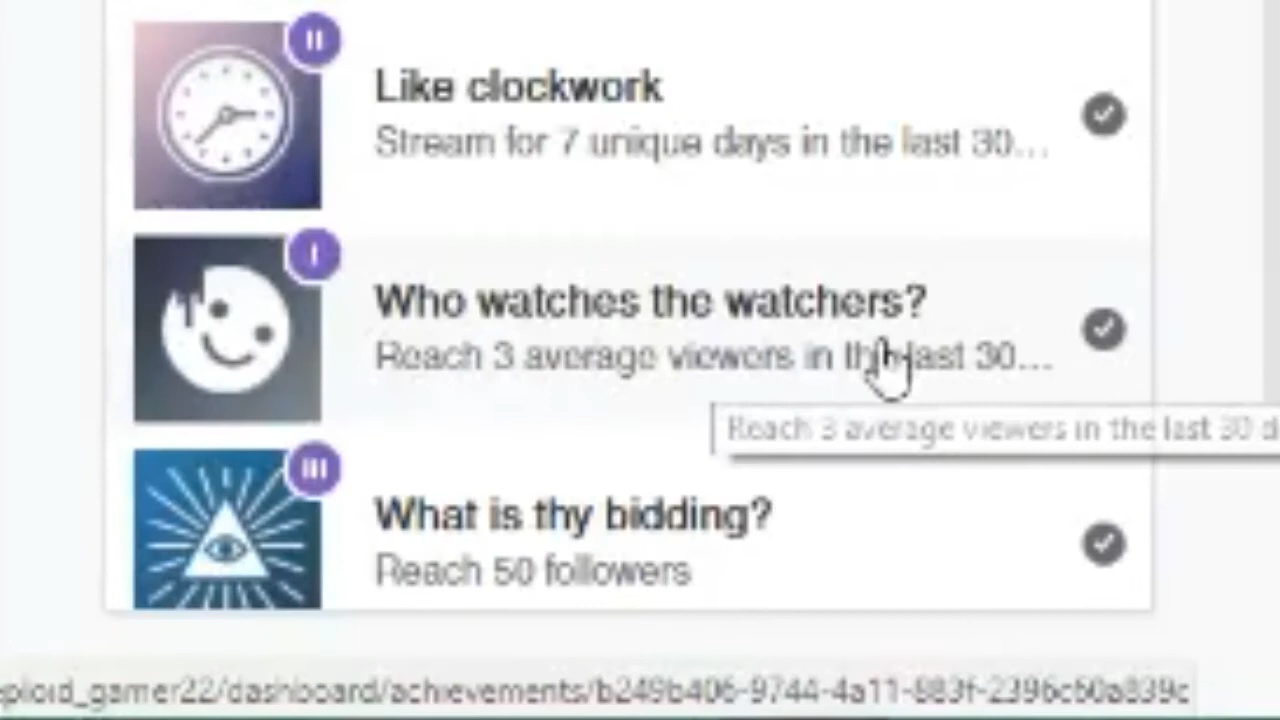 II
Like clockwork
Stream for 7 unique days in the last 30...
I
Who watches the watchers?
Reach 3 average viewers in the last 30...
Reach 3 average viewers in the last 30 d
III
What is thy bidding?
Reach 50 followers
eploid_gamer22/dashboard/achievements/b249b406-9744-4a11-883f-2396c60a839c